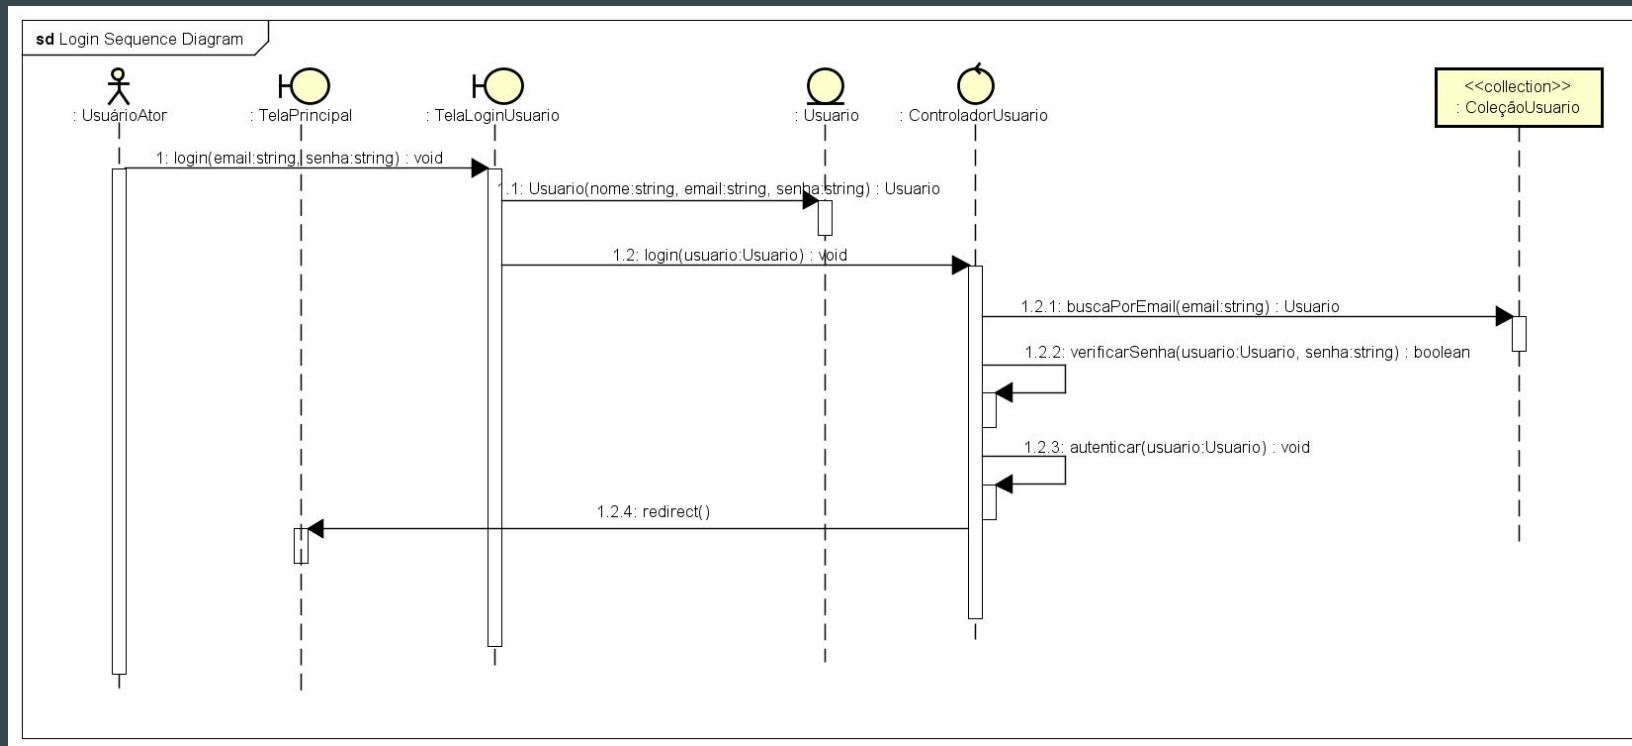 sd Login Sequence Diagram
: UsuárioAtor
: TelaPrincipal
: TelaLoginUsuario
: Usuario
: ControladorUsuario
<<collection>>
: ColeçãoUsuario
1: login(email:string, senha:string) : void
1.1: Usuario(nome:string, email:string, senha:string) : Usuario
1.2: login(usuario:Usuario) : void
1.2.1: buscaPorEmail(email:string) : Usuario
1.2.2: verificarSenha(usuario:Usuario, senha:string) : boolean
1.2.3: autenticar(usuario:Usuario) : void
1.2.4: redirect()